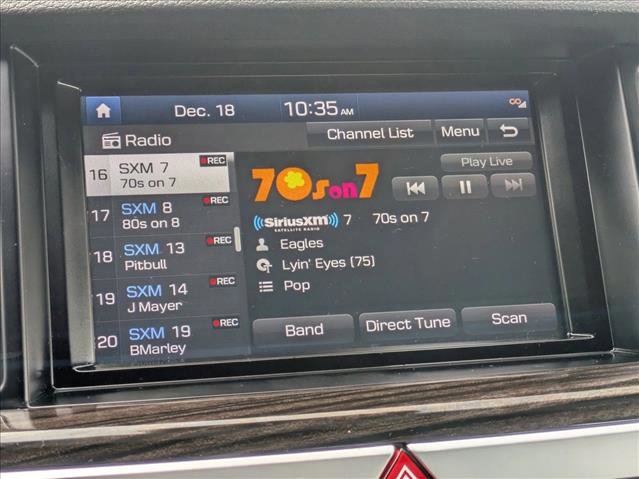 Dec. 18 10:35 AM
Radio Channel List Menu
16 SXM 7 REC
70s on 7
17 SXM 8 REC
80s on 8
18 SXM 13 REC
Pitbull
19 SXM 14 REC
J Mayer
20 SXM 19 REC
BMarley
Play Live
70s on 7
((SiriusXM)) 7 70s on 7
SATELLITE RADIO
Eagles
Lyin' Eyes (75)
Pop
Band Direct Tune Scan